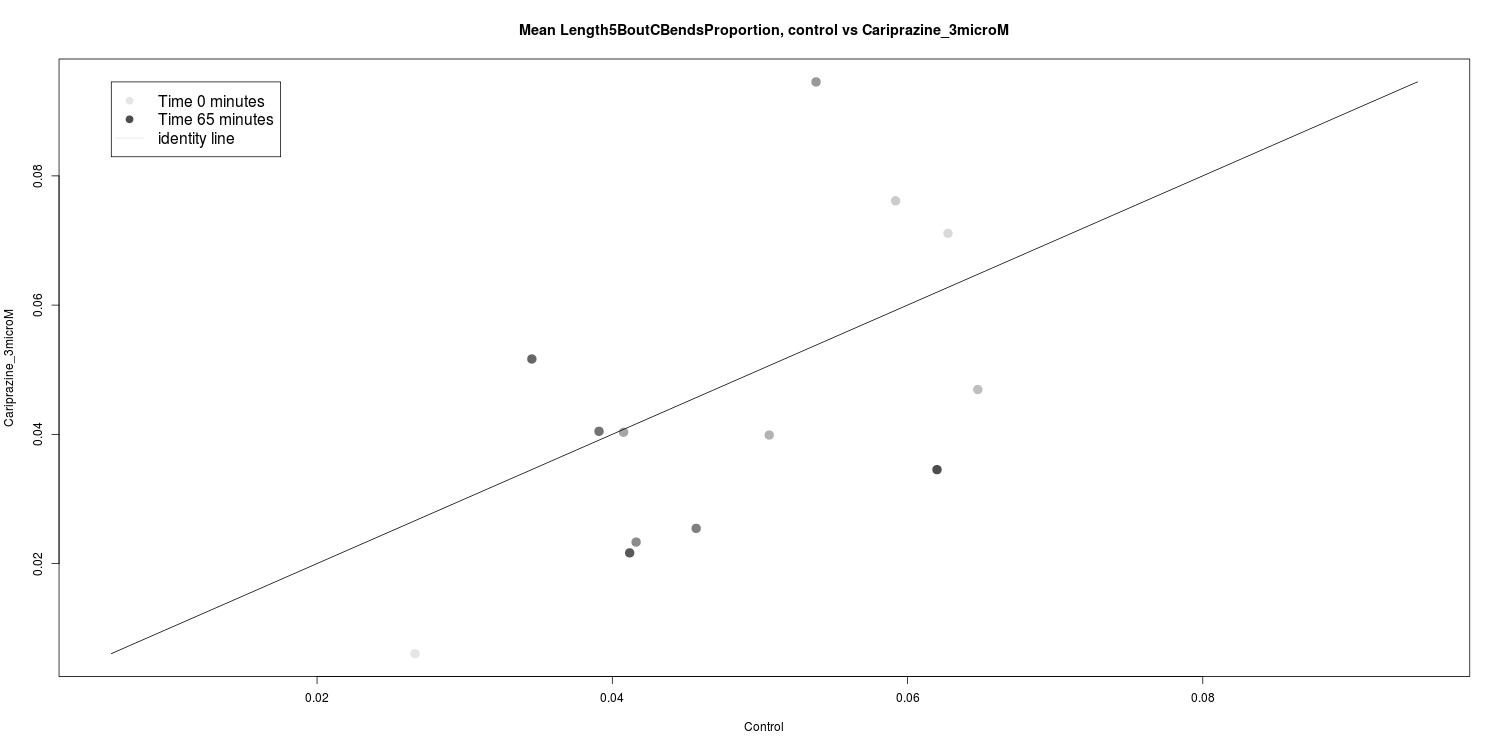 Mean Length5BoutCBendsProportion, control vs Cariprazine_3microM
Time 0 minutes
Time 65 minutes
identity line
Cariprazine_3microM
0.08
0.06
0.04
0.02
0.02
0.04
0.06
0.08
Control